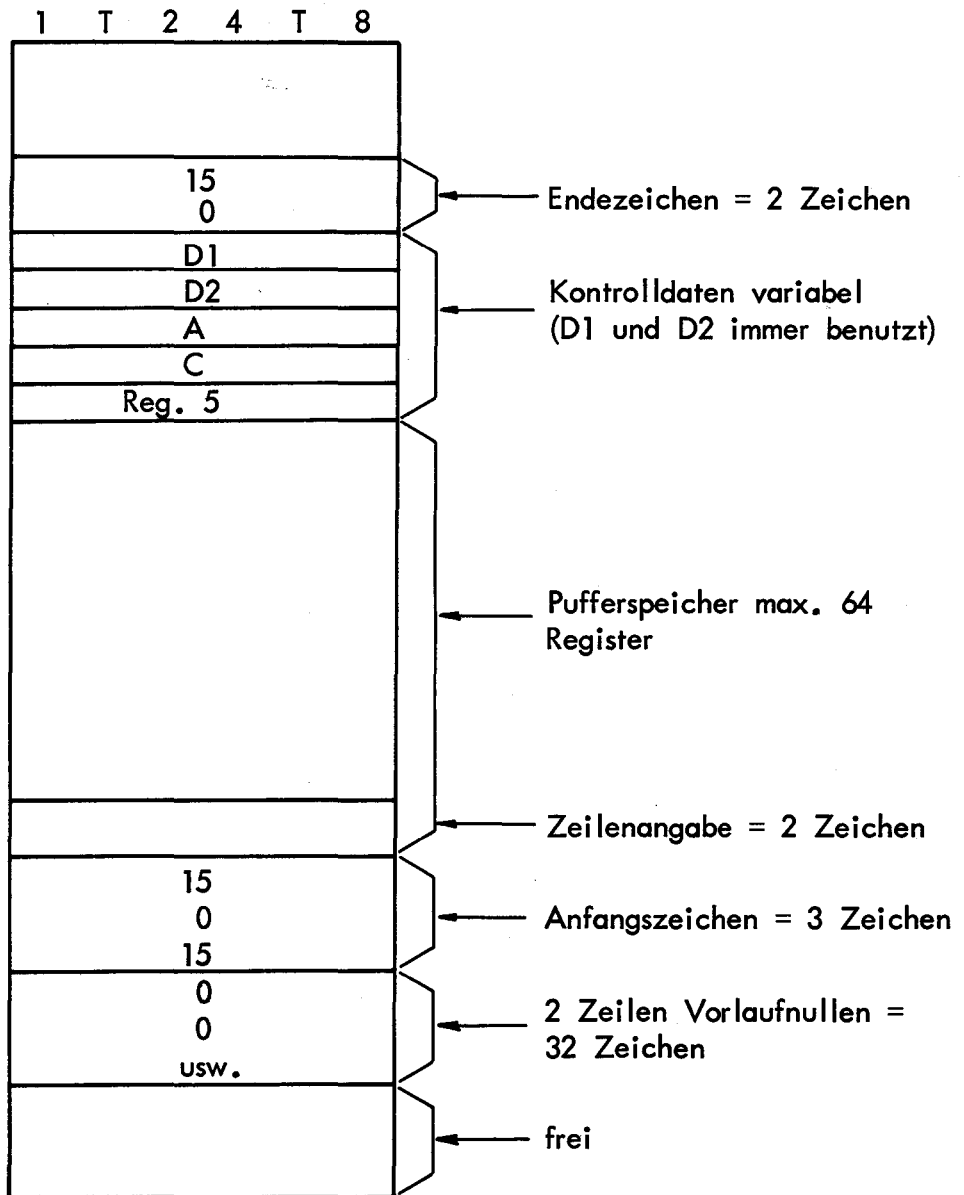 1 T 2 4 T 8
15
0
Endezeichen = 2 Zeichen
D1
D2
A
C
Reg. 5
Kontrolldaten variabel
(D1 und D2 immer benutzt)
Pufferspeicher max. 64
Register
Zeilenangabe = 2 Zeichen
15
0
15
Anfangszeichen = 3 Zeichen
0
0
usw.
2 Zeilen Vorlaufnullen =
32 Zeichen
frei